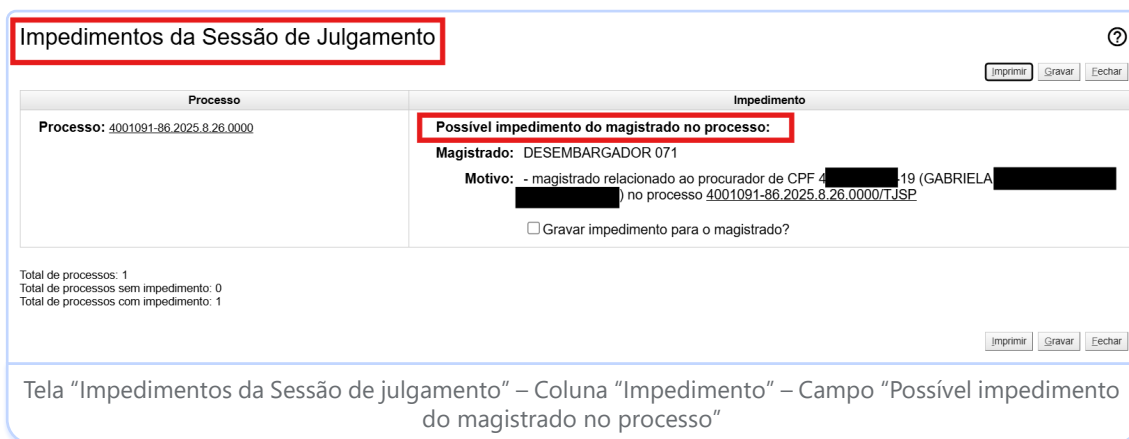 Impedimentos da Sessão de Julgamento
Imprimir Gravar Fechar
Processo Impedimento
Processo: 4001091-86.2025.8.26.0000
Possível impedimento do magistrado no processo:
Magistrado: DESEMBARGADOR 071
Motivo: - magistrado relacionado ao procurador de CPF 4 -19 (GABRIELA
) no processo 4001091-86.2025.8.26.0000/TJSP
Gravar impedimento para o magistrado?
Total de processos: 1
Total de processos sem impedimento: 0
Total de processos com impedimento: 1
Imprimir Gravar Fechar
Tela “Impedimentos da Sessão de julgamento” – Coluna “Impedimento” – Campo “Possível impedimento
do magistrado no processo”